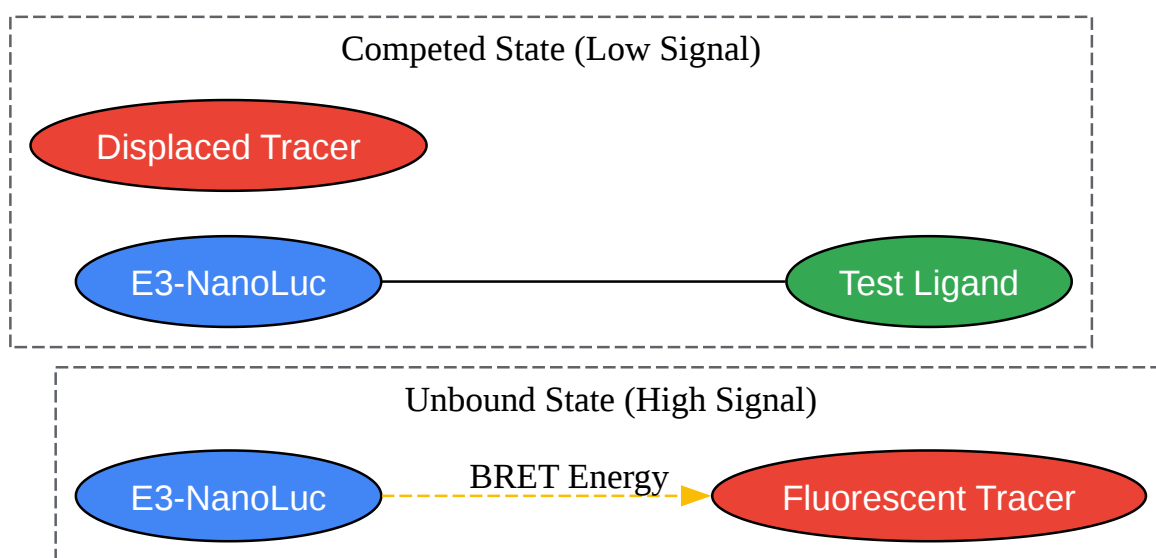 Competed State (Low Signal)
Displaced Tracer
E3-NanoLuc
Test Ligand
Unbound State (High Signal)
E3-NanoLuc
BRET Energy
Fluorescent Tracer